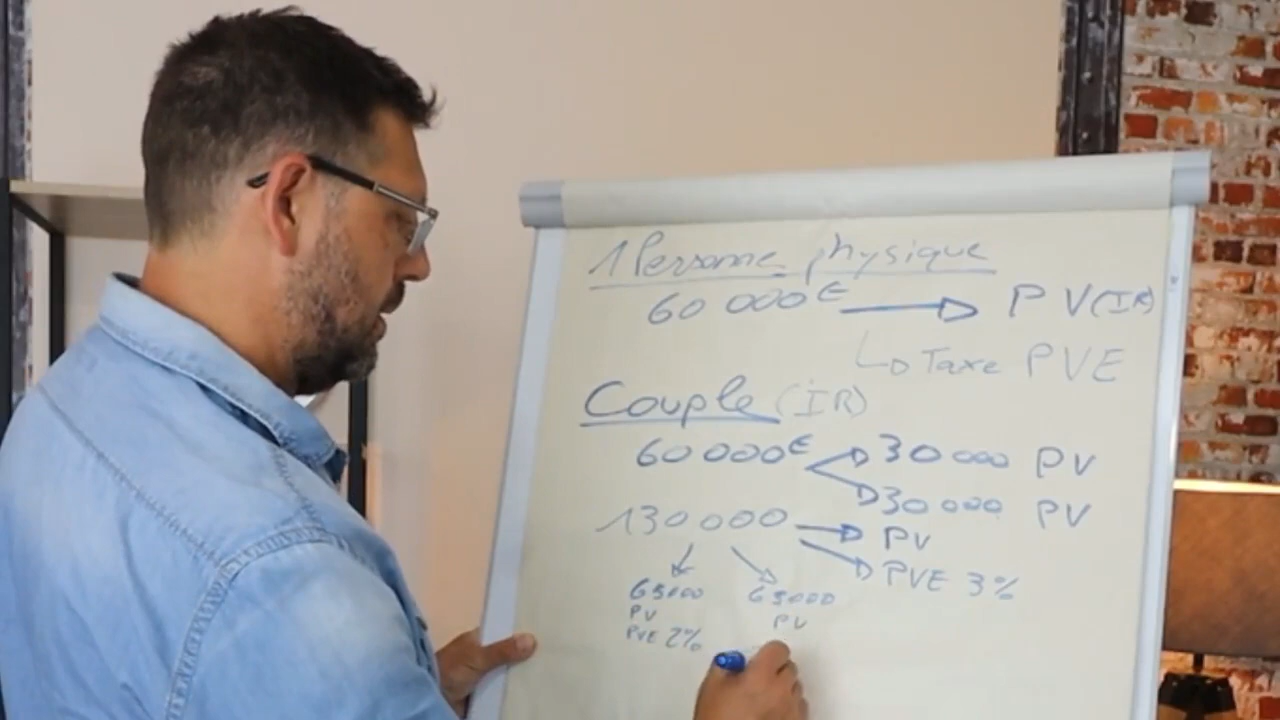 1 Personne physique
60 000€ → PV(IR)
↳ Taxe PVE
Couple (IR)
60 000€ → 30 000 PV
→ 30 000 PV
130 000 → PV
→ PVE 3%
65000 65000
PV PV
PVE 2%